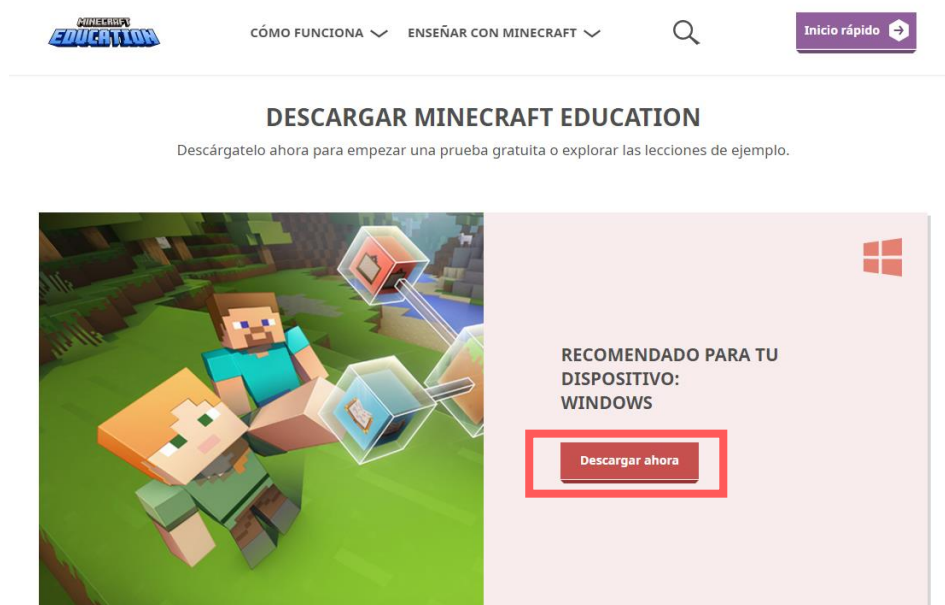 MINECRAFT
EDUCATION
CÓMO FUNCIONA
ENSEÑAR CON MINECRAFT
Inicio rápido
DESCARGAR MINECRAFT EDUCATION
Descárgatelo ahora para empezar una prueba gratuita o explorar las lecciones de ejemplo.
RECOMENDADO PARA TU
DISPOSITIVO:
WINDOWS
Descargar ahora